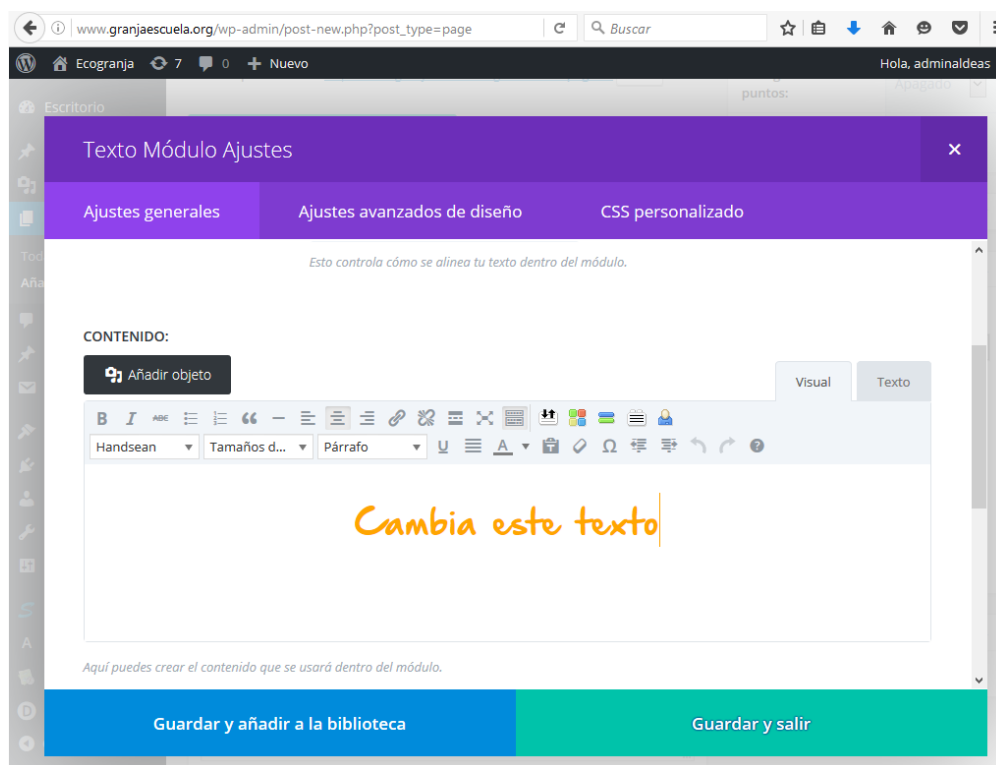 www.granjaescuela.org/wp-admin/post-new.php?post_type=page Buscar
Ecogranja 7 0 Nuevo Hola, adminaldeas
Escritorio
puntos: Apagado
Texto Módulo Ajustes
Ajustes generales Ajustes avanzados de diseño CSS personalizado
Esto controla cómo se alinea tu texto dentro del módulo.
Tod
Aña
CONTENIDO:
Añadir objeto
Visual Texto
B I ABE
Handsean Tamaños d... Párrafo U A Ω
Cambia este texto
Aquí puedes crear el contenido que se usará dentro del módulo.
Guardar y añadir a la biblioteca Guardar y salir